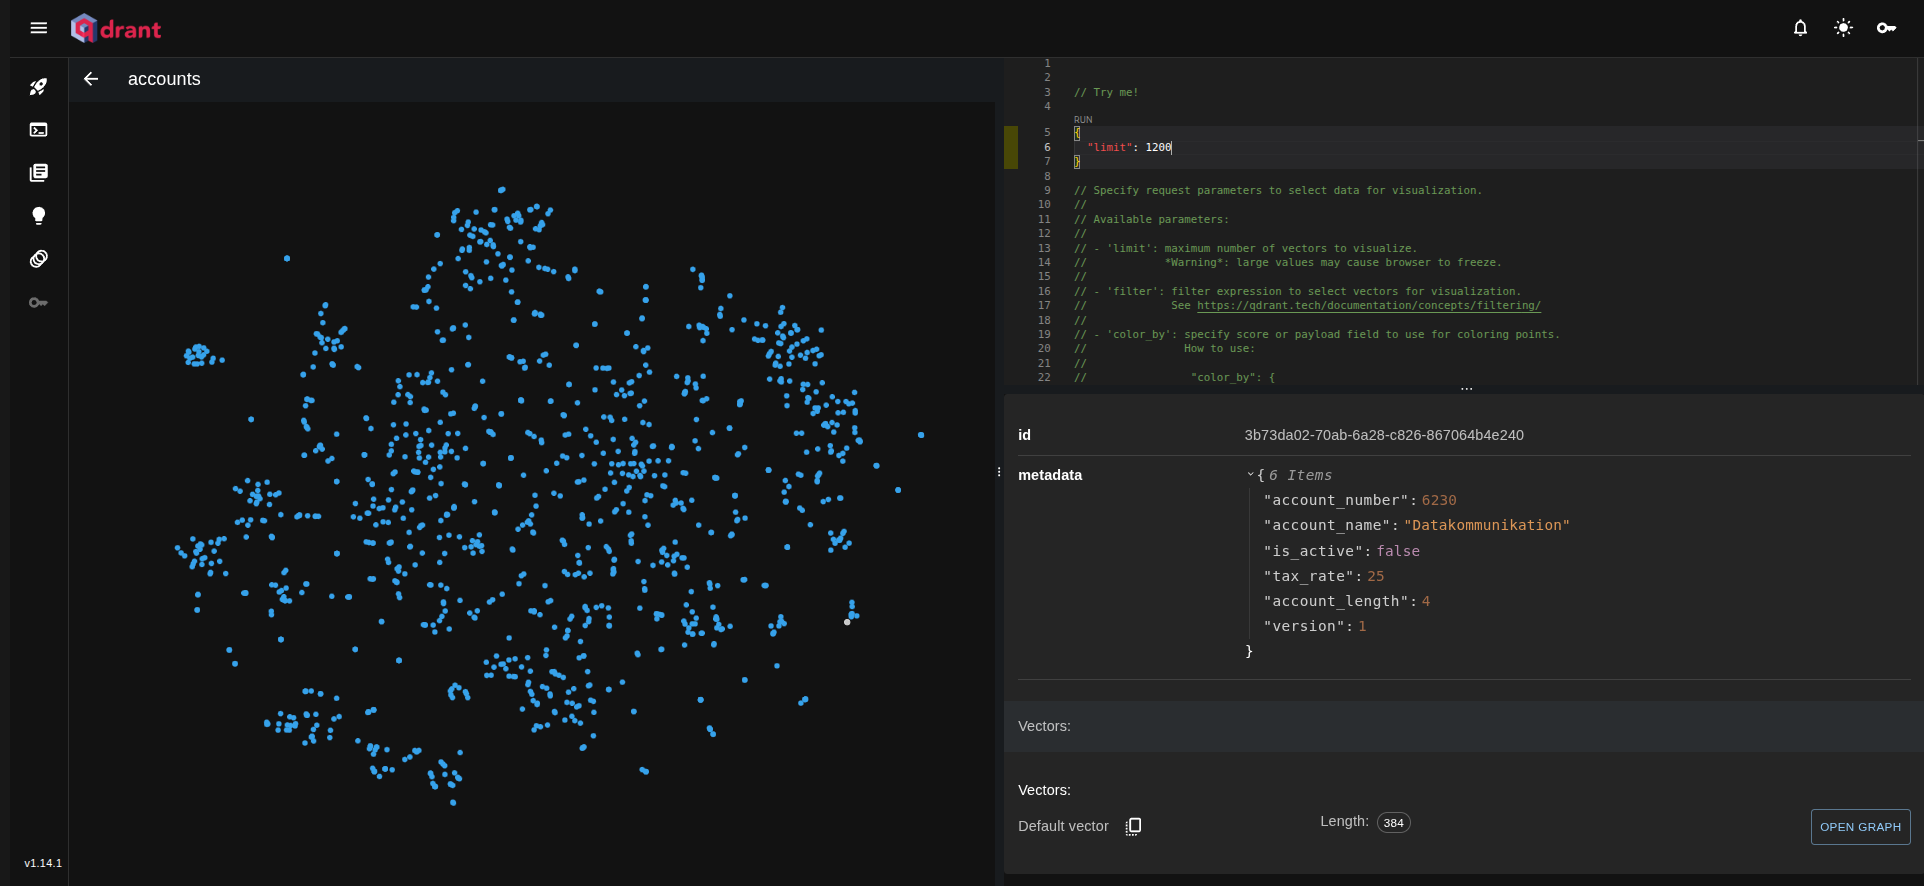 qdrant
accounts
1
2
3 // Try me!
4
RUN
5 {
6 "limit": 1200
7 }
8
9 // Specify request parameters to select data for visualization.
10 //
11 // Available parameters:
12 //
13 // - 'limit': maximum number of vectors to visualize.
14 // *Warning*: large values may cause browser to freeze.
15 //
16 // - 'filter': filter expression to select vectors for visualization.
17 // See https://qdrant.tech/documentation/concepts/filtering/
18 //
19 // - 'color_by': specify score or payload field to use for coloring points.
20 // How to use:
21 //
22 // "color_by": {
id 3b73da02-70ab-6a28-c826-867064b4e240
metadata { 6 Items
"account_number": 6230
"account_name": "Datakommunikation"
"is_active": false
"tax_rate": 25
"account_length": 4
"version": 1
}
Vectors:
Vectors:
Default vector Length: 384 OPEN GRAPH
v1.14.1